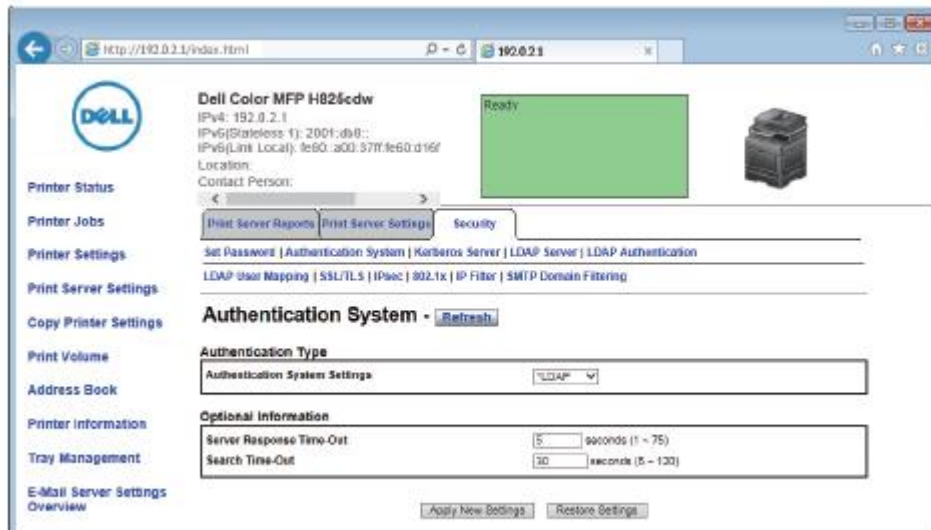 http://192.0.2.1/index.html
192.0.2.1
DELL
Dell Color MFP H825cdw
IPv4: 192.0.2.1
IPv6(Stateless 1): 2001:db8::
IPv6(Link Local): fe80::a00:37ff:fe60:d16f
Location:
Contact Person:
Ready
Printer Status
Printer Jobs
Printer Settings
Print Server Settings
Copy Printer Settings
Print Volume
Address Book
Printer Information
Tray Management
E-Mail Server Settings
Overview
Print Server Reports Print Server Settings Security
Set Password | Authentication System | Kerberos Server | LDAP Server | LDAP Authentication
LDAP User Mapping | SSL/TLS | IPsec | 802.1x | IP Filter | SMTP Domain Filtering
Authentication System - Refresh
Authentication Type
Authentication System Settings *LDAP
Optional Information
Server Response Time-Out 5 seconds (1 ~ 75)
Search Time-Out 30 seconds (5 ~ 120)
Apply New Settings Restore Settings